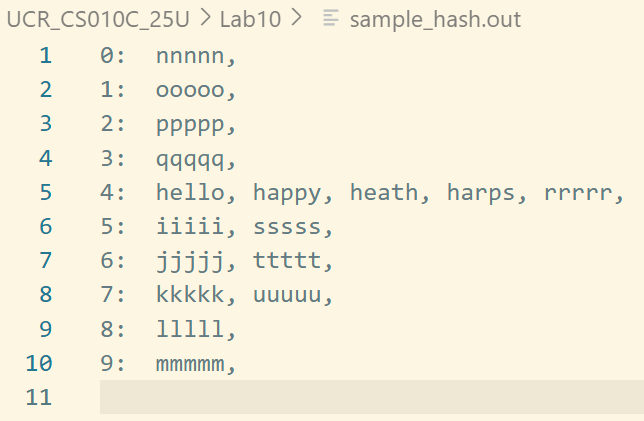 UCR_CS010C_25U > Lab10 > sample_hash.out
1 0: nnnnn,
2 1: ooooo,
3 2: ppppp,
4 3: qqqqq,
5 4: hello, happy, heath, harps, rrrrr,
6 5: iiiii, sssss,
7 6: jjjjj, ttttt,
8 7: kkkkk, uuuuu,
9 8: lllll,
10 9: mmmmm,
11